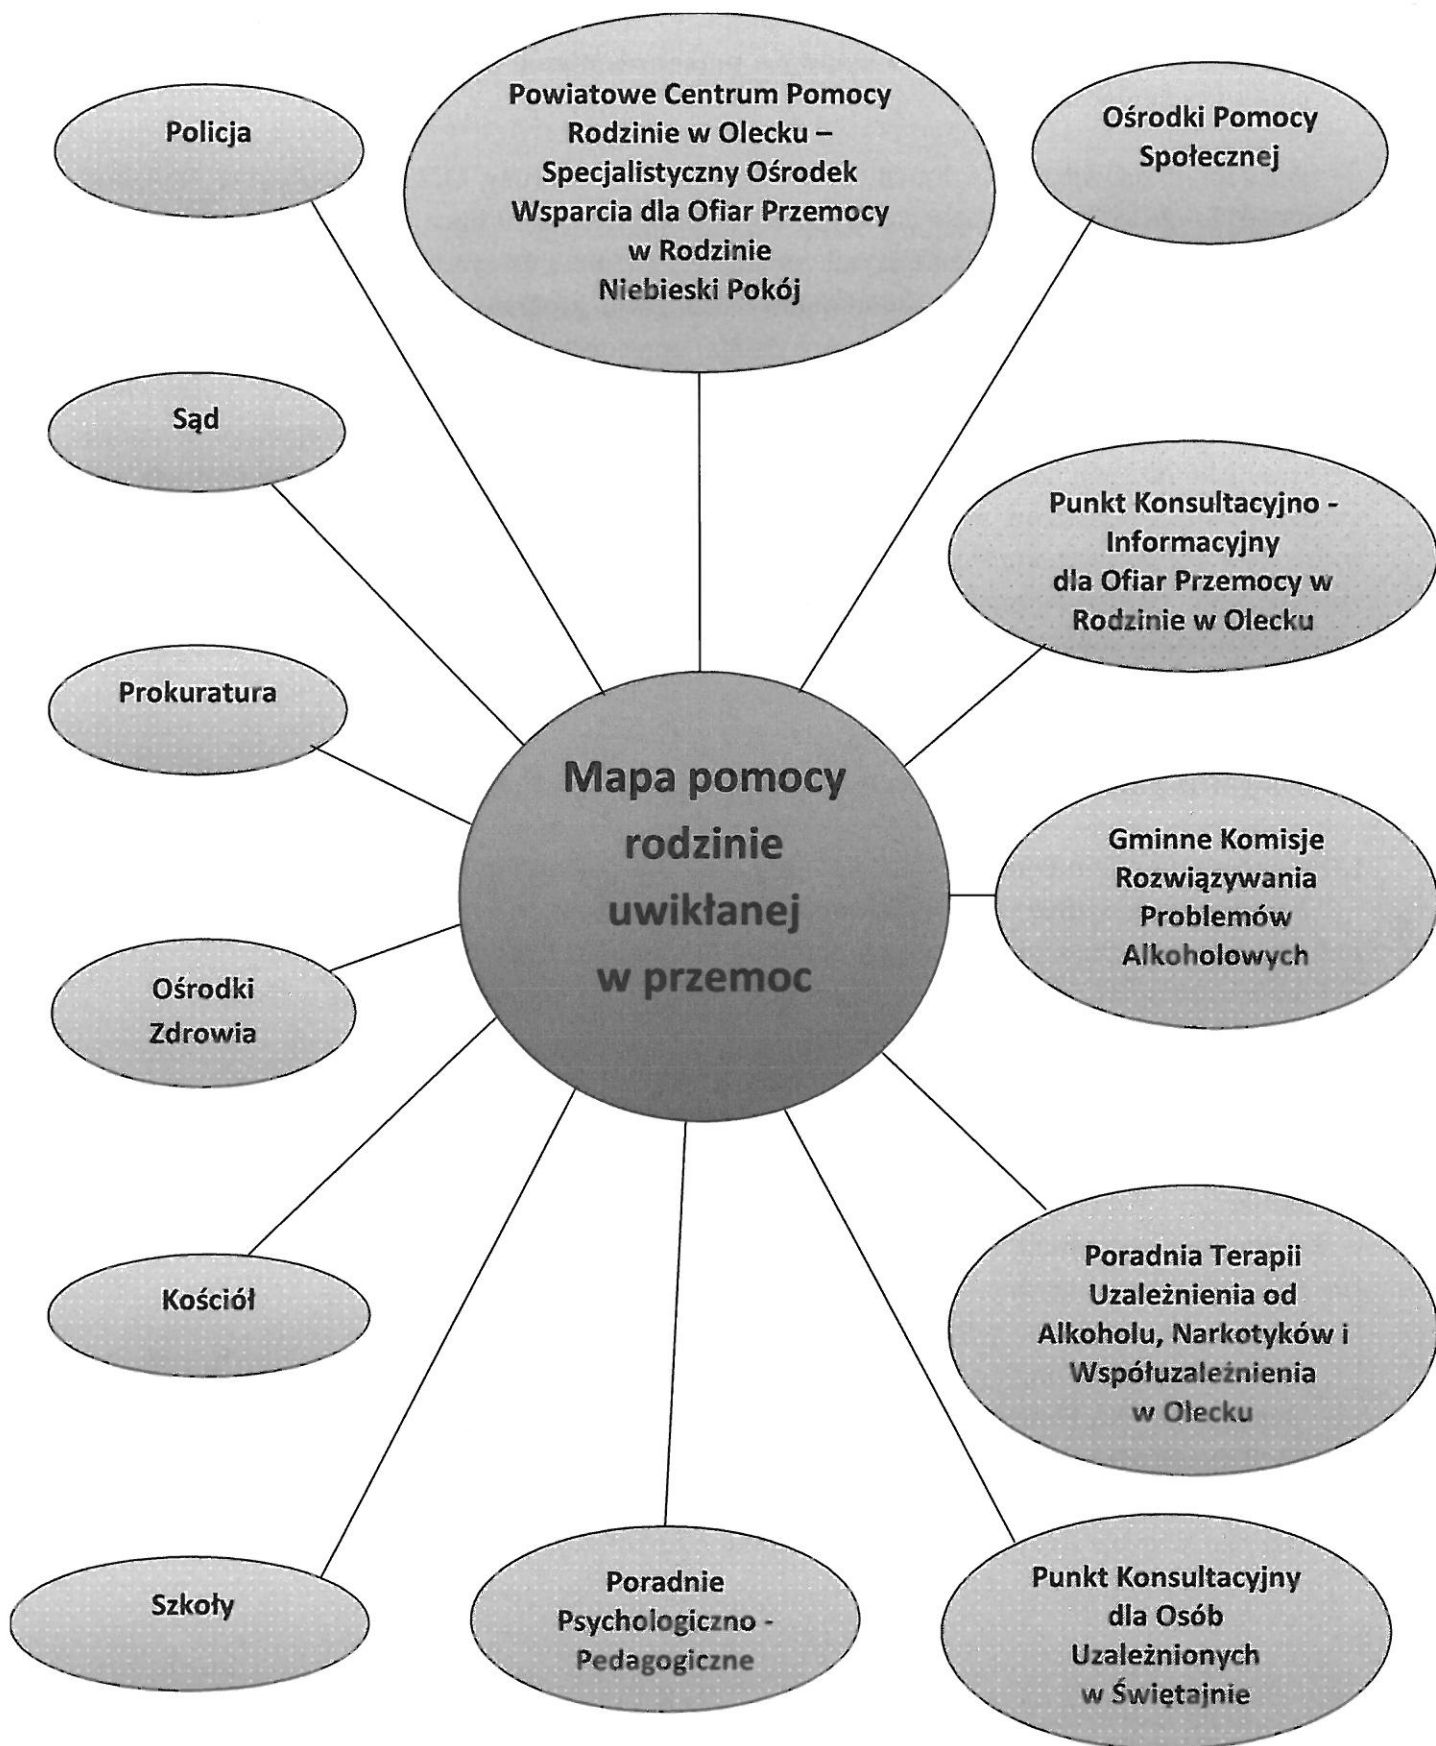 Policja
Powiatowe Centrum Pomocy
Rodzinie w Olecku –
Specjalistyczny Ośrodek
Wsparcia dla Ofiar Przemocy
w Rodzinie
Niebieski Pokój
Ośrodki Pomocy
Społecznej
Sąd
Punkt Konsultacyjno -
Informacyjny
dla Ofiar Przemocy w
Rodzinie w Olecku
Prokuratura
Mapa pomocy
rodzinie
uwikłanej
w przemoc
Gminne Komisje
Rozwiązywania
Problemów
Alkoholowych
Ośrodki
Zdrowia
Kościół
Poradnia Terapii
Uzależnienia od
Alkoholu, Narkotyków i
Współuzależnienia
w Olecku
Szkoły
Poradnie
Psychologiczno -
Pedagogiczne
Punkt Konsultacyjny
dla Osób
Uzależnionych
w Świętajnie